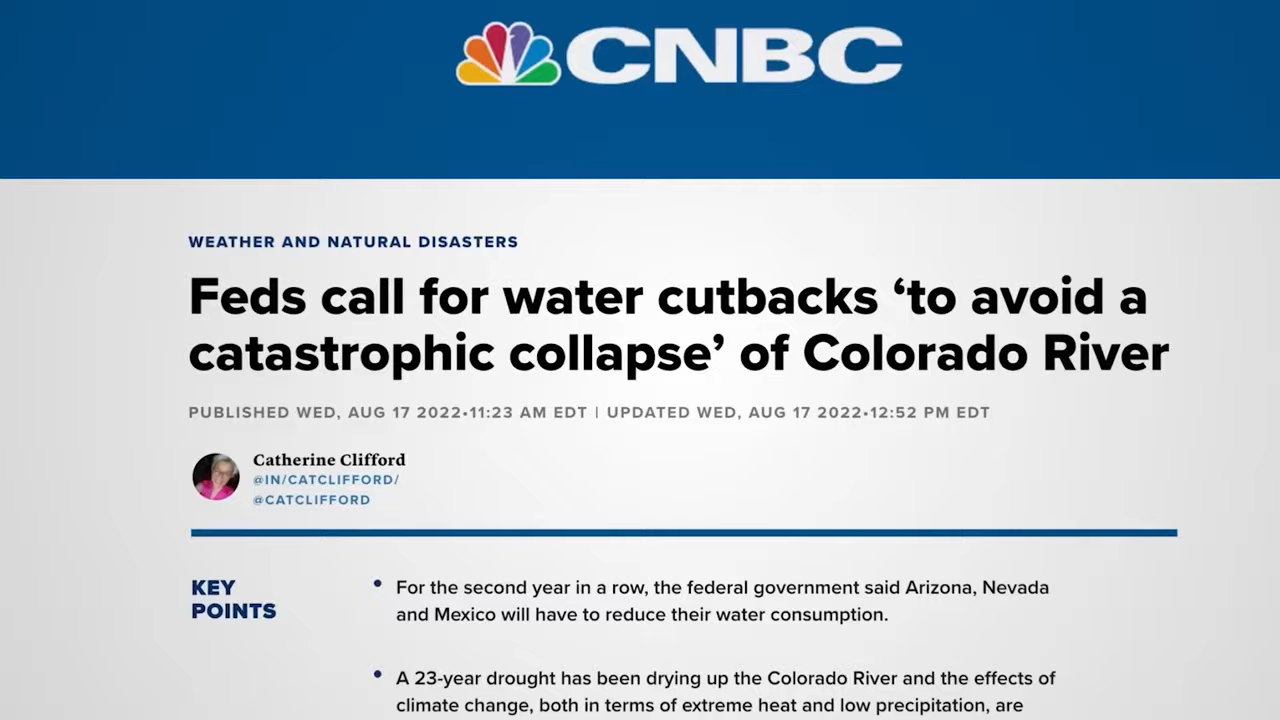 CNBC
WEATHER AND NATURAL DISASTERS
Feds call for water cutbacks ‘to avoid a
catastrophic collapse’ of Colorado River
PUBLISHED WED, AUG 17 2022•11:23 AM EDT | UPDATED WED, AUG 17 2022•12:52 PM EDT
Catherine Clifford
@IN/CATCLIFFORD/
@CATCLIFFORD
KEY
POINTS
• For the second year in a row, the federal government said Arizona, Nevada
and Mexico will have to reduce their water consumption.
• A 23-year drought has been drying up the Colorado River and the effects of
climate change, both in terms of extreme heat and low precipitation, are